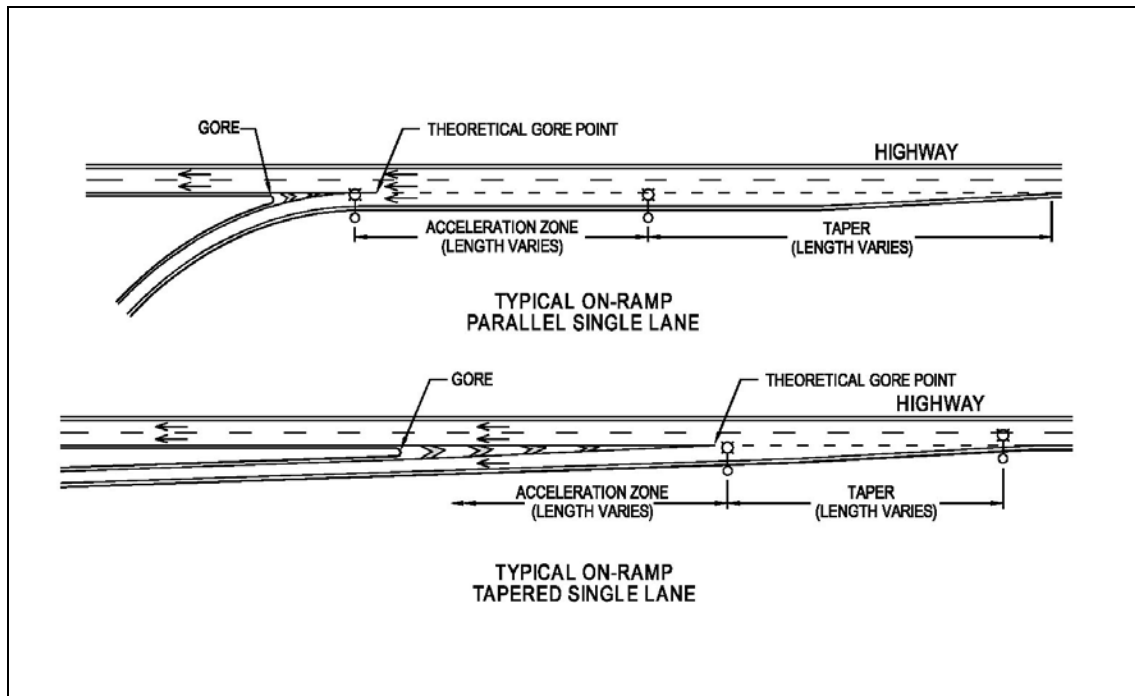 GORE
THEORETICAL GORE POINT
HIGHWAY
ACCELERATION ZONE
(LENGTH VARIES)
TAPER
(LENGTH VARIES)
TYPICAL ON-RAMP
PARALLEL SINGLE LANE
GORE
THEORETICAL GORE POINT
HIGHWAY
ACCELERATION ZONE
(LENGTH VARIES)
TAPER
(LENGTH VARIES)
TYPICAL ON-RAMP
TAPERED SINGLE LANE